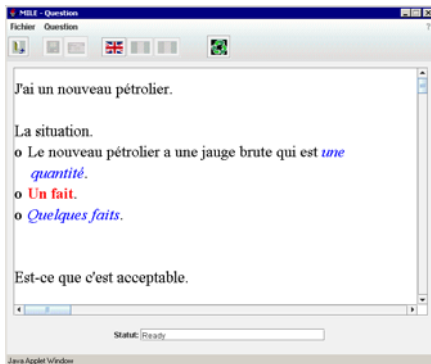 MILE - Question
Fichier Question ?
J'ai un nouveau pétrolier.
La situation.
o Le nouveau pétrolier a une jauge brute qui est une
quantité.
o Un fait.
o Quelques faits.
Est-ce que c'est acceptable.
Statut: Ready
Java Applet Window